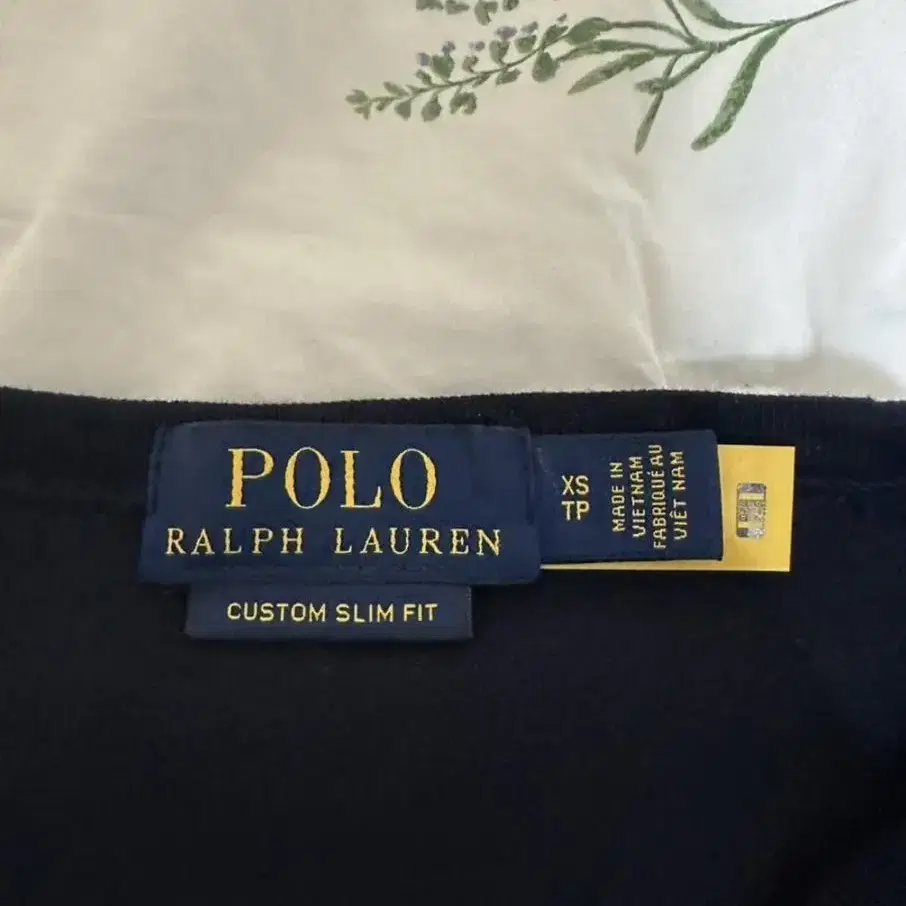 POLO
RALPH LAUREN
CUSTOM SLIM FIT
XS
TP
MADE IN
VIETNAM
FABRIQUÉ AU
VIÊT NAM